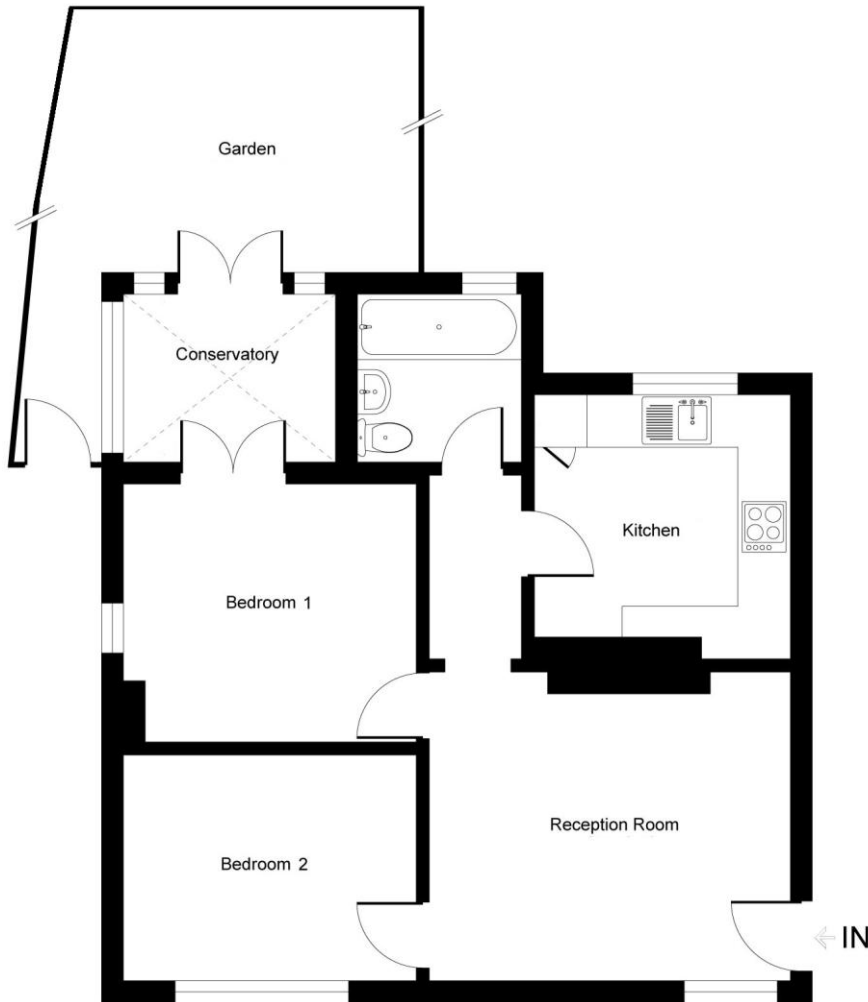 Garden
Conservatory
Kitchen
Bedroom 1
Reception Room
Bedroom 2
IN